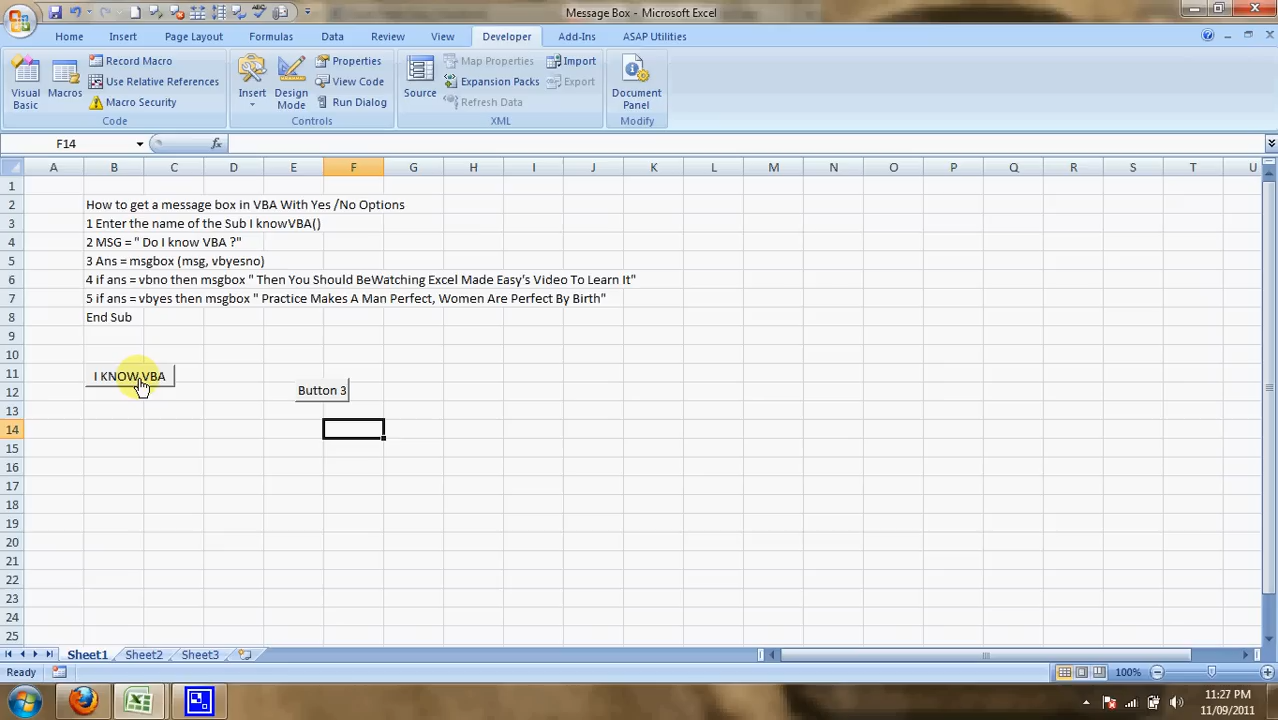 Message Box - Microsoft Excel
Home Insert Page Layout Formulas Data Review View Developer Add-Ins ASAP Utilities
Visual Basic
Macros
Record Macro
Use Relative References
Macro Security
Code
Insert
Design Mode
Properties
View Code
Run Dialog
Controls
Source
Map Properties
Expansion Packs
Refresh Data
Import
Export
XML
Document Panel
Modify
F14
fx
A B C D E F G H I J K L M N O P Q R S T U
1
2 How to get a message box in VBA With Yes /No Options
3 1 Enter the name of the Sub I knowVBA()
4 2 MSG = " Do I know VBA ?"
5 3 Ans = msgbox (msg, vbyesno)
6 4 if ans = vbno then msgbox " Then You Should BeWatching Excel Made Easy's Video To Learn It"
7 5 if ans = vbyes then msgbox " Practice Makes A Man Perfect, Women Are Perfect By Birth"
8 End Sub
9
10
11 I KNOW VBA
12 Button 3
13
14
15
16
17
18
19
20
21
22
23
24
25
Sheet1 Sheet2 Sheet3
Ready 100%
11:27 PM
11/09/2011